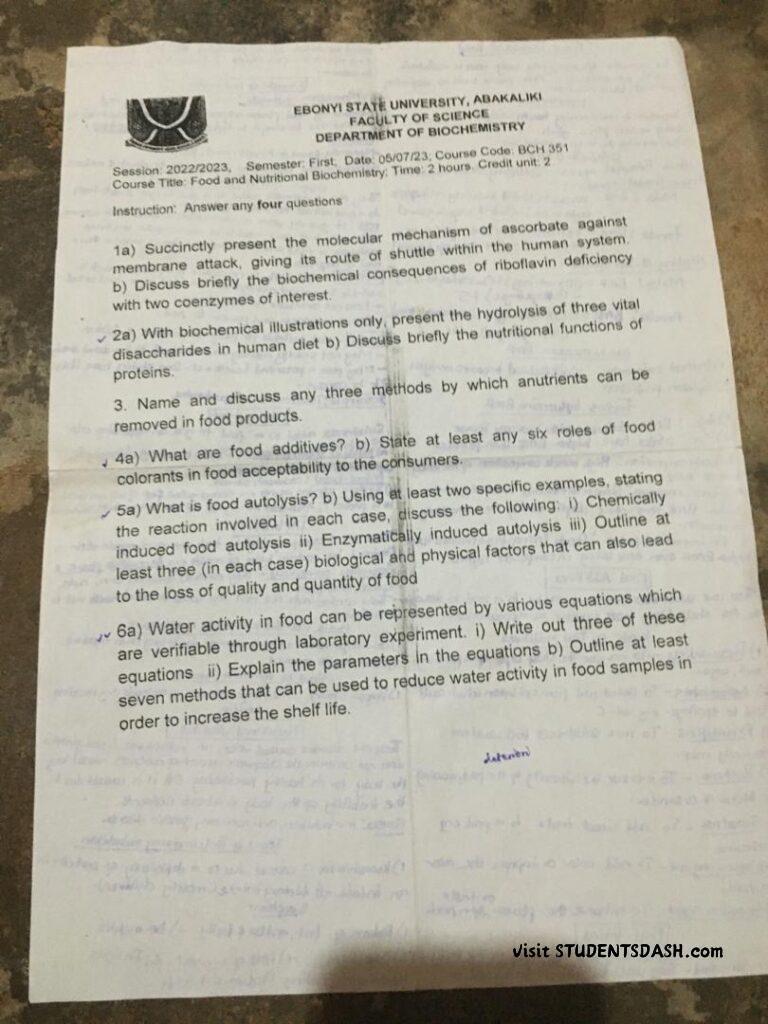 EBONYI STATE UNIVERSITY, ABAKALIKI
FACULTY OF SCIENCE
DEPARTMENT OF BIOCHEMISTRY
Session: 2022/2023, Semester: First, Date: 05/07/23; Course Code: BCH 351
Course Title: Food and Nutritional Biochemistry; Time: 2 hours. Credit unit: 2
Instruction: Answer any four questions
1a) Succinctly present the molecular mechanism of ascorbate against
membrane attack, giving its route of shuttle within the human system.
b) Discuss briefly the biochemical consequences of riboflavin deficiency
with two coenzymes of interest.
2a) With biochemical illustrations only, present the hydrolysis of three vital
disaccharides in human diet b) Discuss briefly the nutritional functions of
proteins.
3. Name and discuss any three methods by which anutrients can be
removed in food products.
4a) What are food additives? b) State at least any six roles of food
colorants in food acceptability to the consumers.
5a) What is food autolysis? b) Using at least two specific examples, stating
the reaction involved in each case, discuss the following: i) Chemically
induced food autolysis ii) Enzymatically induced autolysis iii) Outline at
least three (in each case) biological and physical factors that can also lead
to the loss of quality and quantity of food
6a) Water activity in food can be represented by various equations which
are verifiable through laboratory experiment. i) Write out three of these
equations ii) Explain the parameters in the equations b) Outline at least
seven methods that can be used to reduce water activity in food samples in
order to increase the shelf life.
visit STUDENTSDASH.com